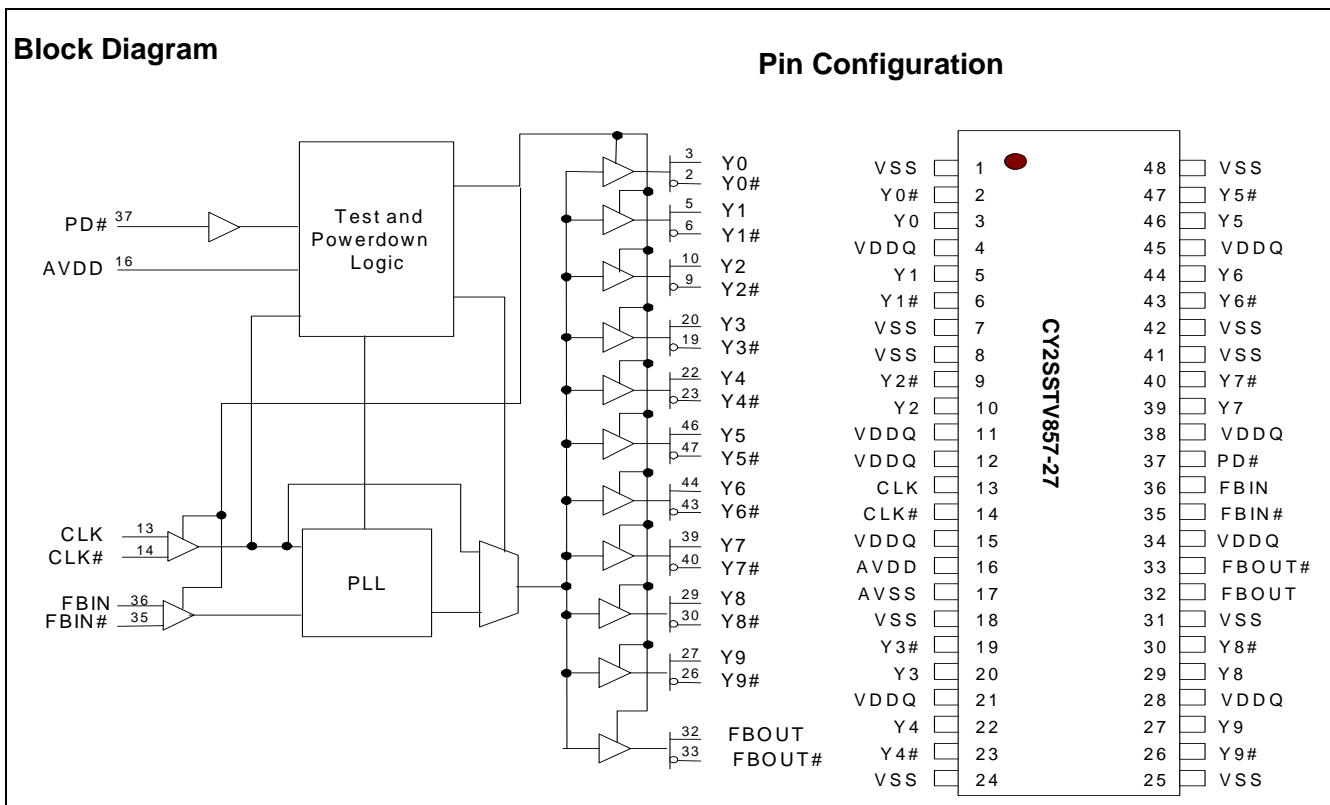 Block Diagram
Pin Configuration
PD# 37
AVDD 16
Test and
Powerdown
Logic
CLK 13
CLK# 14
FBIN 36
FBIN# 35
PLL
3 Y0
2 Y0#
5 Y1
6 Y1#
10 Y2
9 Y2#
20 Y3
19 Y3#
22 Y4
23 Y4#
46 Y5
47 Y5#
44 Y6
43 Y6#
39 Y7
40 Y7#
29 Y8
30 Y8#
27 Y9
26 Y9#
32 FBOUT
33 FBOUT#
VSS 1 48 VSS
Y0# 2 47 Y5#
Y0 3 46 Y5
VDDQ 4 45 VDDQ
Y1 5 44 Y6
Y1# 6 43 Y6#
VSS 7 42 VSS
VSS 8 41 VSS
Y2# 9 40 Y7#
Y2 10 39 Y7
VDDQ 11 38 VDDQ
VDDQ 12 37 PD#
CLK 13 36 FBIN
CLK# 14 35 FBIN#
VDDQ 15 34 VDDQ
AVDD 16 33 FBOUT#
AVSS 17 32 FBOUT
VSS 18 31 VSS
Y3# 19 30 Y8#
Y3 20 29 Y8
VDDQ 21 28 VDDQ
Y4 22 27 Y9
Y4# 23 26 Y9#
VSS 24 25 VSS
CY2SSTV857-27